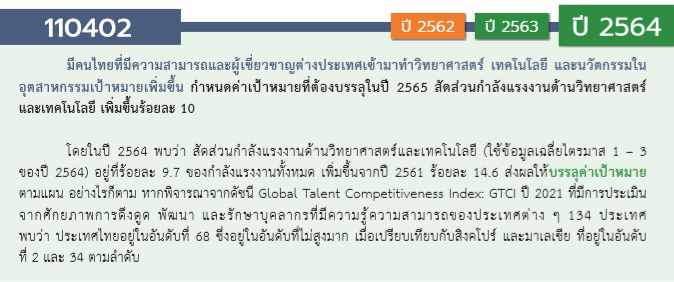 110402
ปี 2562
ปี 2563
ปี 2564
มีคนไทยที่มีความสามารถและผู้เชี่ยวชาญต่างประเทศเข้ามาทำวิทยาศาสตร์ เทคโนโลยี และนวัตกรรมใน
อุตสาหกรรมเป้าหมายเพิ่มขึ้น กำหนดค่าเป้าหมายที่ต้องบรรลุในปี 2565 สัดส่วนกำลังแรงงานด้านวิทยาศาสตร์
และเทคโนโลยี เพิ่มขึ้นร้อยละ 10
โดยในปี 2564 พบว่า สัดส่วนกำลังแรงงานด้านวิทยาศาสตร์และเทคโนโลยี (ใช้ข้อมูลเฉลี่ยไตรมาส 1 – 3
ของปี 2564) อยู่ที่ร้อยละ 9.7 ของกำลังแรงงานทั้งหมด เพิ่มขึ้นจากปี 2561 ร้อยละ 14.6 ส่งผลให้บรรลุค่าเป้าหมาย
ตามแผน อย่างไรก็ตาม หากพิจารณาจากดัชนี Global Talent Competitiveness Index: GTCI ปี 2021 ที่มีการประเมิน
จากศักยภาพการดึงดูด พัฒนา และรักษาบุคลากรที่มีความรู้ความสามารถของประเทศต่าง ๆ 134 ประเทศ
พบว่า ประเทศไทยอยู่ในอันดับที่ 68 ซึ่งอยู่ในอันดับที่ไม่สูงมาก เมื่อเปรียบเทียบกับสิงคโปร์ และมาเลเซีย ที่อยู่ในอันดับ
ที่ 2 และ 34 ตามลำดับ